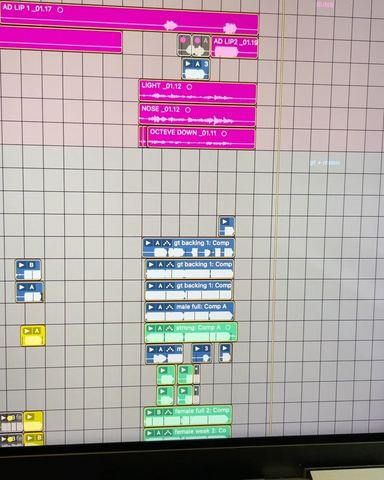 AD LIP 1 _01.17
A
AD LIP2 _01.19
A 3
LIGHT _01.12
NOSE _01.12
OCTEVE DOWN _01.11
A gt backing 1: Comp
B
A gt backing 1: Comp
A
A gt backing 1: Comp
A male full: Comp A
A
A strong: Comp A
A m
3
B female full 2: Comp
A female weak 2: Co
B